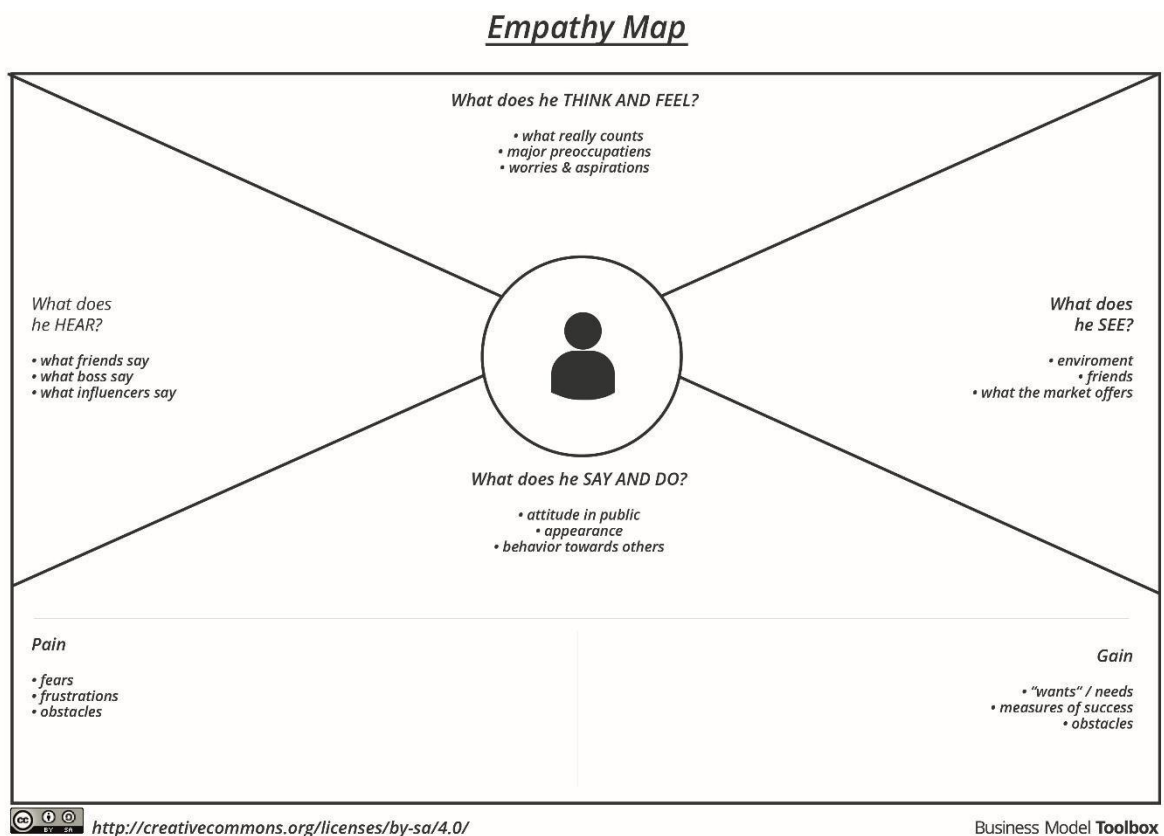 Empathy Map
What does he THINK AND FEEL?
• what really counts
• major preoccupatiens
• worries & aspirations
What does
he HEAR?
• what friends say
• what boss say
• what influencers say
What does
he SEE?
• enviroment
• friends
• what the market offers
What does he SAY AND DO?
• attitude in public
• appearance
• behavior towards others
Pain
• fears
• frustrations
• obstacles
Gain
• “wants“ / needs
• measures of success
• obstacles
cc BY SA http://creativecommons.org/licenses/by-sa/4.0/
Business Model Toolbox